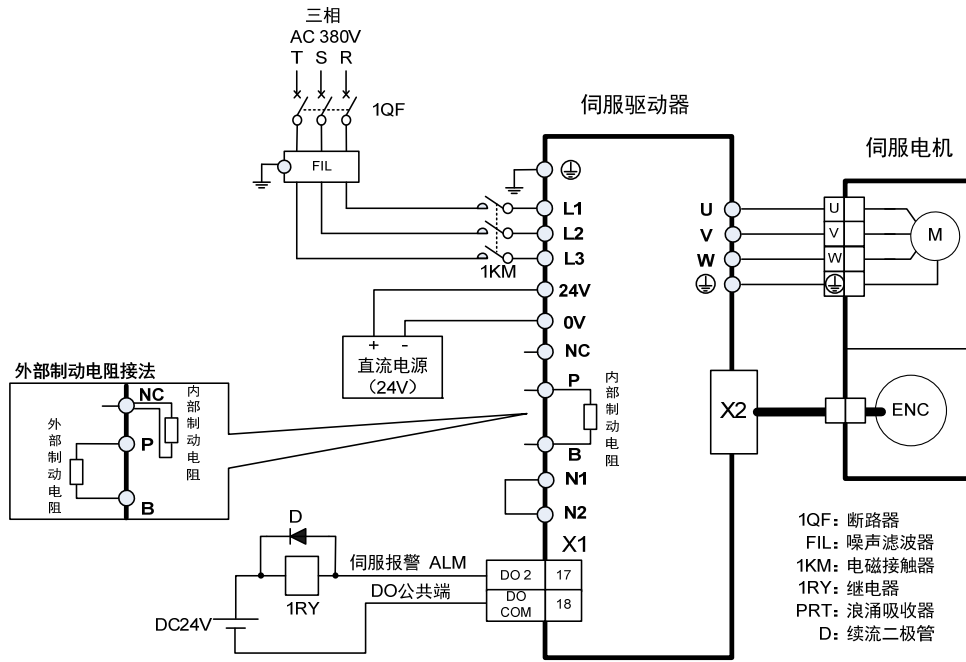 三相
AC 380V
T S R
1QF
FIL
伺服驱动器
伺服电机
L1
L2
L3
1KM
24V
0V
NC
P
B
内部制动电阻
N1
N2
X1
+ -
直流电源
（24V）
U
V
W
U
V
W
M
X2
ENC
外部制动电阻接法
NC
P
B
内部制动电阻
外部制动电阻
D
1RY
DC24V
伺服报警 ALM
DO公共端
DO 2 17
DO COM 18
1QF: 断路器
FIL: 噪声滤波器
1KM: 电磁接触器
1RY: 继电器
PRT: 浪涌吸收器
D: 续流二极管